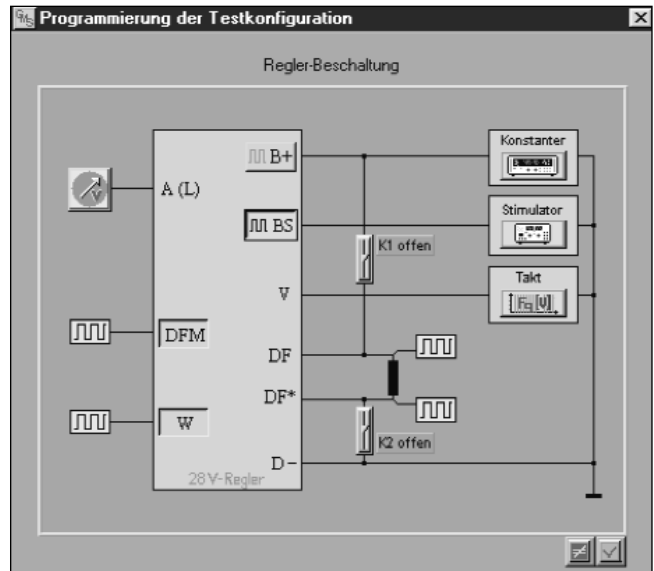 GMS Programmierung der Testkonfiguration
Regler-Beschaltung
B+
Konstanter
A (L)
BS
Stimulator
K1 offen
V
Takt
Fq [V]
DFM
DF
DF*
W
K2 offen
D-
28V-Regler